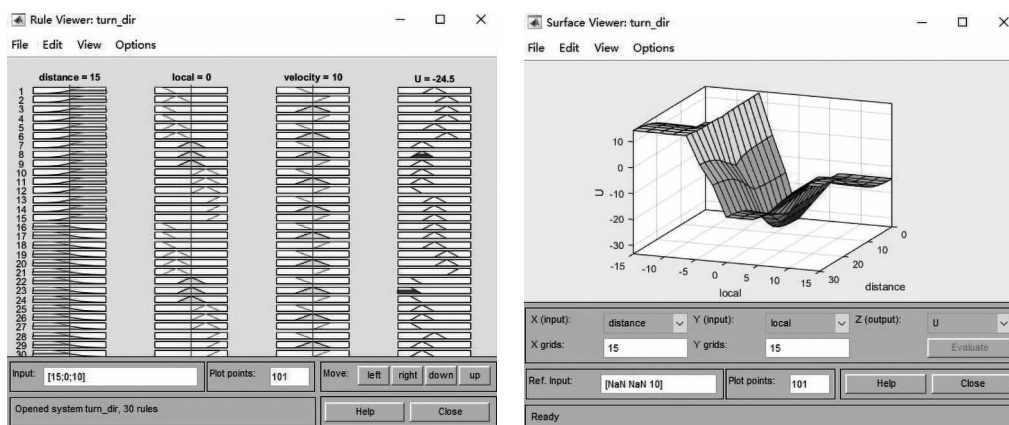 Rule Viewer: turn_dir
File Edit View Options
distance = 15 local = 0 velocity = 10 U = -24.5
1
2
3
4
5
6
7
8
9
10
11
12
13
14
15
16
17
18
19
20
21
22
23
24
25
26
27
28
29
30
Input: [15;0;10] Plot points: 101 Move: left right down up
Opened system turn_dir, 30 rules Help Close
Surface Viewer: turn_dir
File Edit View Options
10
0
-10
-20
-30
U
-15 -10 -5 0 5 10 15
local
30 20 10 0
distance
X (input): distance Y (input): local Z (output): U
X grids: 15 Y grids: 15 Evaluate
Ref. Input: [NaN NaN 10] Plot points: 101 Help Close
Ready